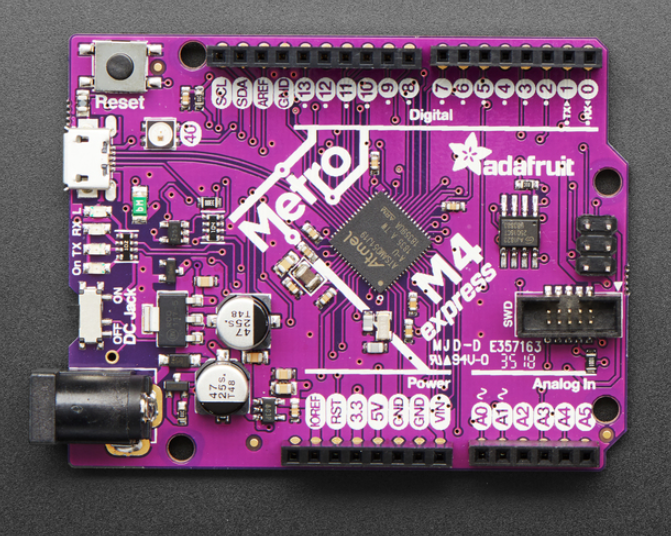 Reset
SCL SDA AREF GND 13 12 11 10 9 8 7 6 5 4 3 2 TX▸1 RX◂0
Digital
40
Metro
adafruit
L
RX
TX
On
Atmel
M4
express
ON
OFF
DC Jack
SWD
47
25s.
T48
47
25s.
T48
MJD-D E357163
94V-0 3518
Power
Analog In
IOREF RST 3.3 5V GND GND VIN A0 ~ A1 ~ A2 A3 A4 A5